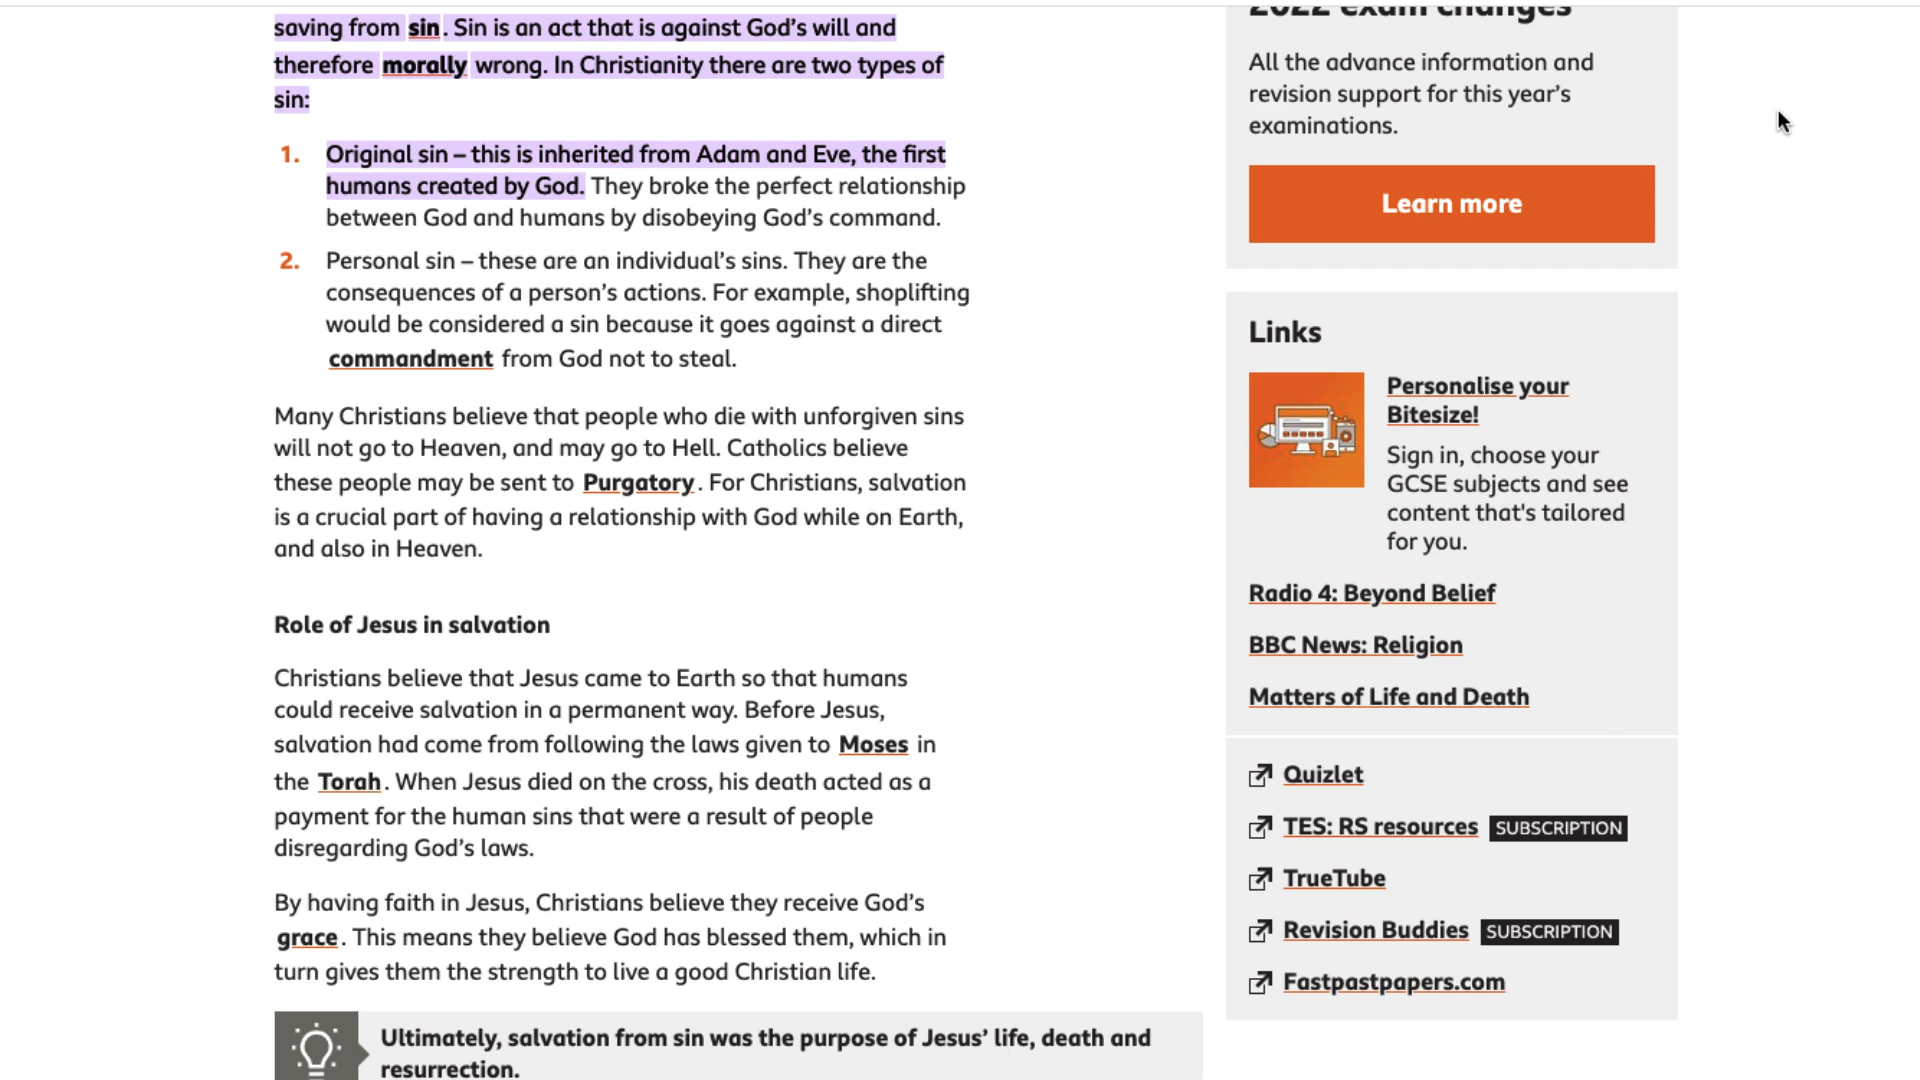 saving from sin. Sin is an act that is against God’s will and
therefore morally wrong. In Christianity there are two types of
sin:
1. Original sin – this is inherited from Adam and Eve, the first
humans created by God. They broke the perfect relationship
between God and humans by disobeying God’s command.
2. Personal sin – these are an individual’s sins. They are the
consequences of a person’s actions. For example, shoplifting
would be considered a sin because it goes against a direct
commandment from God not to steal.
Many Christians believe that people who die with unforgiven sins
will not go to Heaven, and may go to Hell. Catholics believe
these people may be sent to Purgatory. For Christians, salvation
is a crucial part of having a relationship with God while on Earth,
and also in Heaven.
Role of Jesus in salvation
Christians believe that Jesus came to Earth so that humans
could receive salvation in a permanent way. Before Jesus,
salvation had come from following the laws given to Moses in
the Torah. When Jesus died on the cross, his death acted as a
payment for the human sins that were a result of people
disregarding God’s laws.
By having faith in Jesus, Christians believe they receive God’s
grace. This means they believe God has blessed them, which in
turn gives them the strength to live a good Christian life.
Ultimately, salvation from sin was the purpose of Jesus’ life, death and
resurrection.
2022 exam changes
All the advance information and
revision support for this year’s
examinations.
Learn more
Links
Personalise your
Bitesize!
Sign in, choose your
GCSE subjects and see
content that's tailored
for you.
Radio 4: Beyond Belief
BBC News: Religion
Matters of Life and Death
Quizlet
TES: RS resources SUBSCRIPTION
TrueTube
Revision Buddies SUBSCRIPTION
Fastpastpapers.com